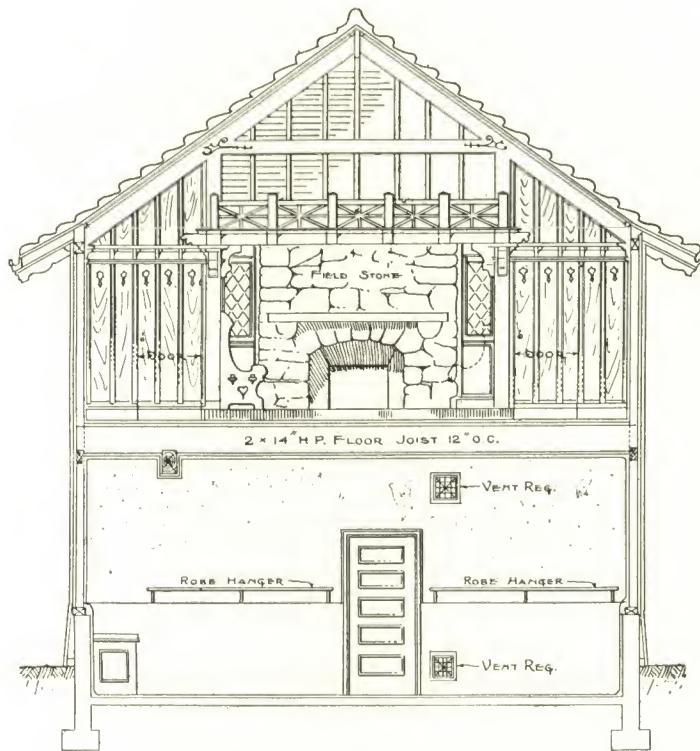 FIELD STONE
DOOR
DOOR
2 × 14" H.P. FLOOR JOIST 12" O.C.
VENT REG.
ROBE HANGER
ROBE HANGER
VENT REG.